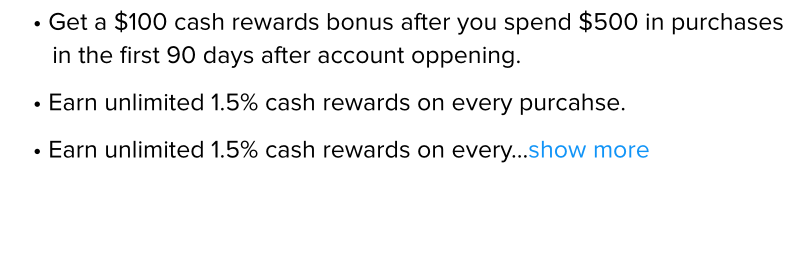 • Get a $100 cash rewards bonus after you spend $500 in purchases
in the first 90 days after account oppening.
• Earn unlimited 1.5% cash rewards on every purcahse.
• Earn unlimited 1.5% cash rewards on every...show more